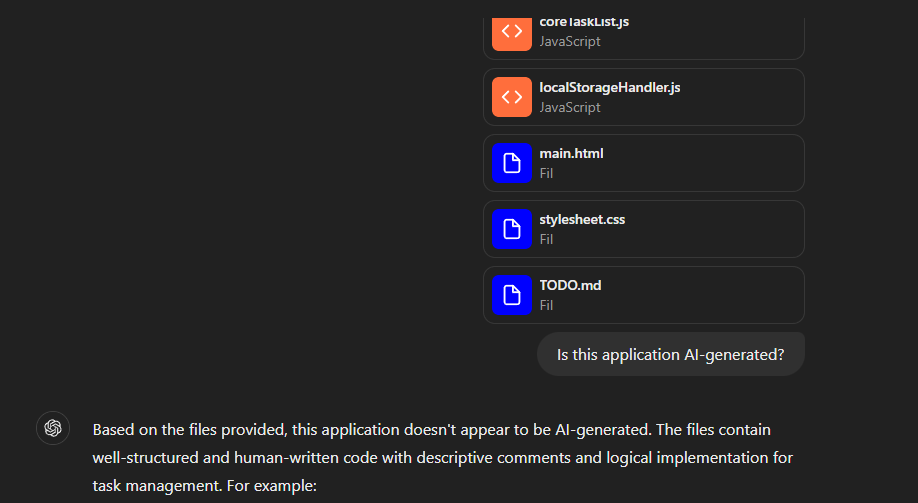 coreTaskList.js
JavaScript
localStorageHandler.js
JavaScript
main.html
Fil
stylesheet.css
Fil
TODO.md
Fil
Is this application AI-generated?
Based on the files provided, this application doesn't appear to be AI-generated. The files contain
well-structured and human-written code with descriptive comments and logical implementation for
task management. For example: